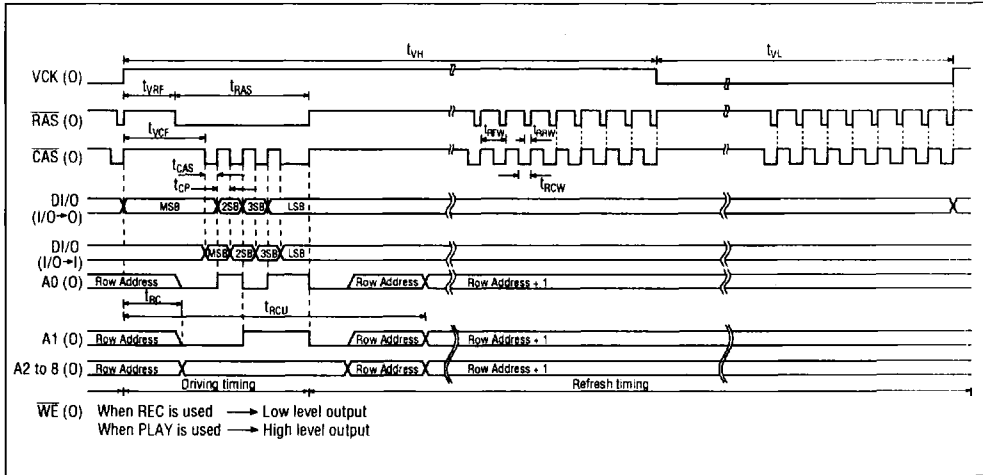 tVH
tVL
VCK (O)
tVRF
tRAS
RAS (O)
tVCF
tRFW
tRRW
CAS (O)
tCAS
tCP
tRCW
DI/O
(I/O→O)
MSB
2SB
3SB
LSB
DI/O
(I/O→I)
MSB
2SB
3SB
LSB
A0 (O)
Row Address
Row Address
Row Address + 1
tRC
tRCU
A1 (O)
Row Address
Row Address
Row Address + 1
A2 to 8 (O)
Row Address
Row Address
Row Address + 1
Driving timing
Refresh timing
WE (O) When REC is used → Low level output
When PLAY is used → High level output